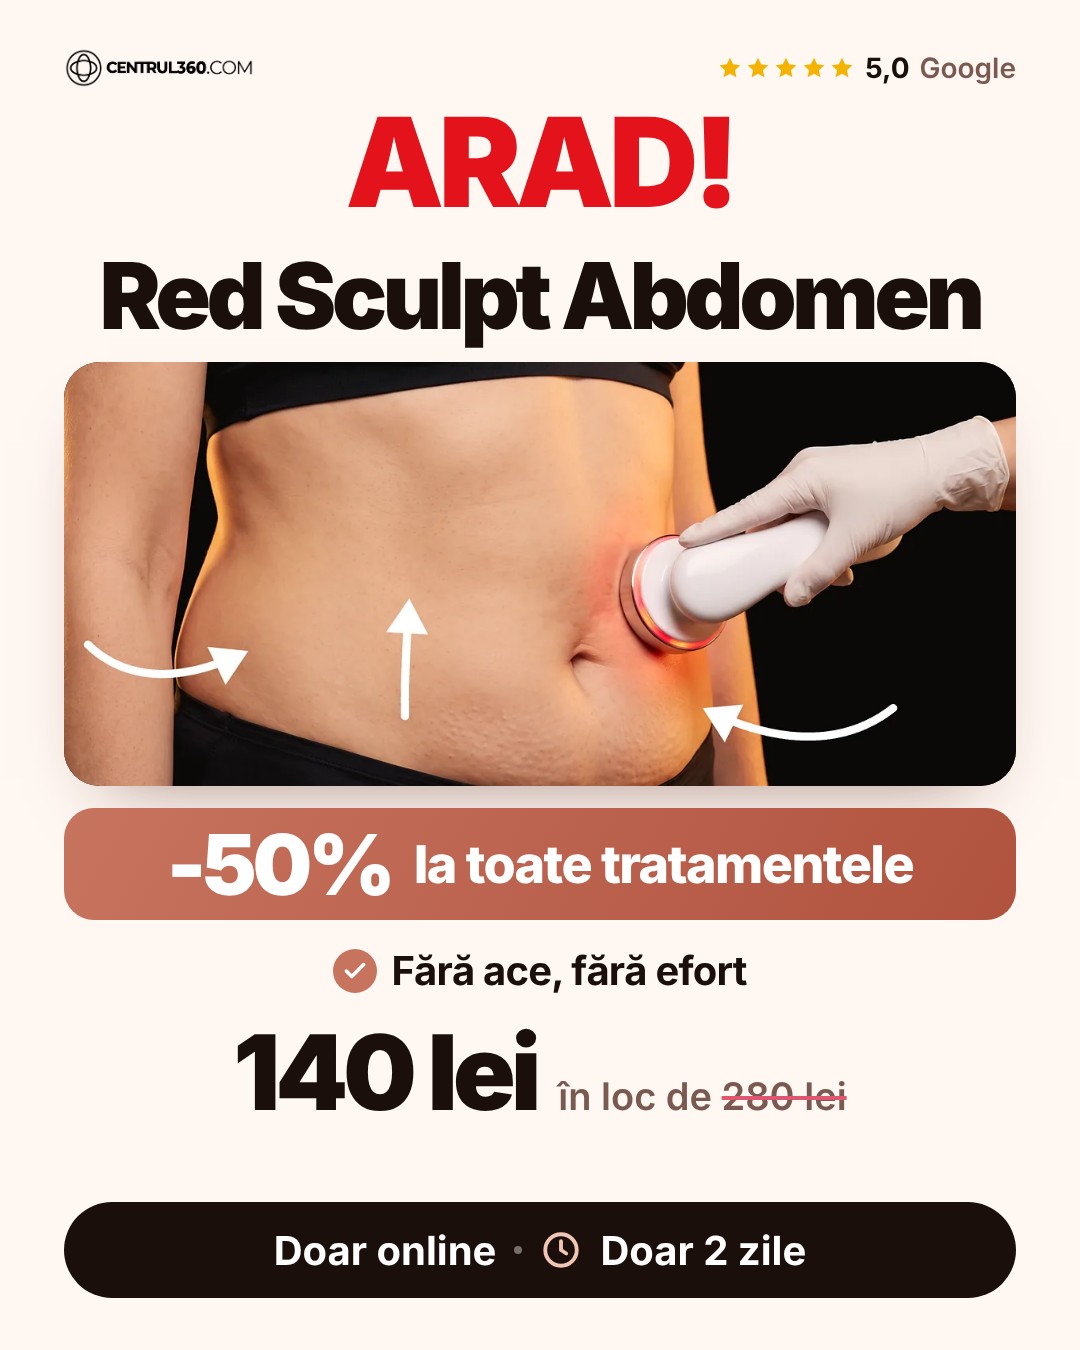 CENTRUL360.COM
5,0 Google
ARAD!
Red Sculpt Abdomen
-50% la toate tratamentele
Fără ace, fără efort
140 lei în loc de 280 lei
Doar online · Doar 2 zile